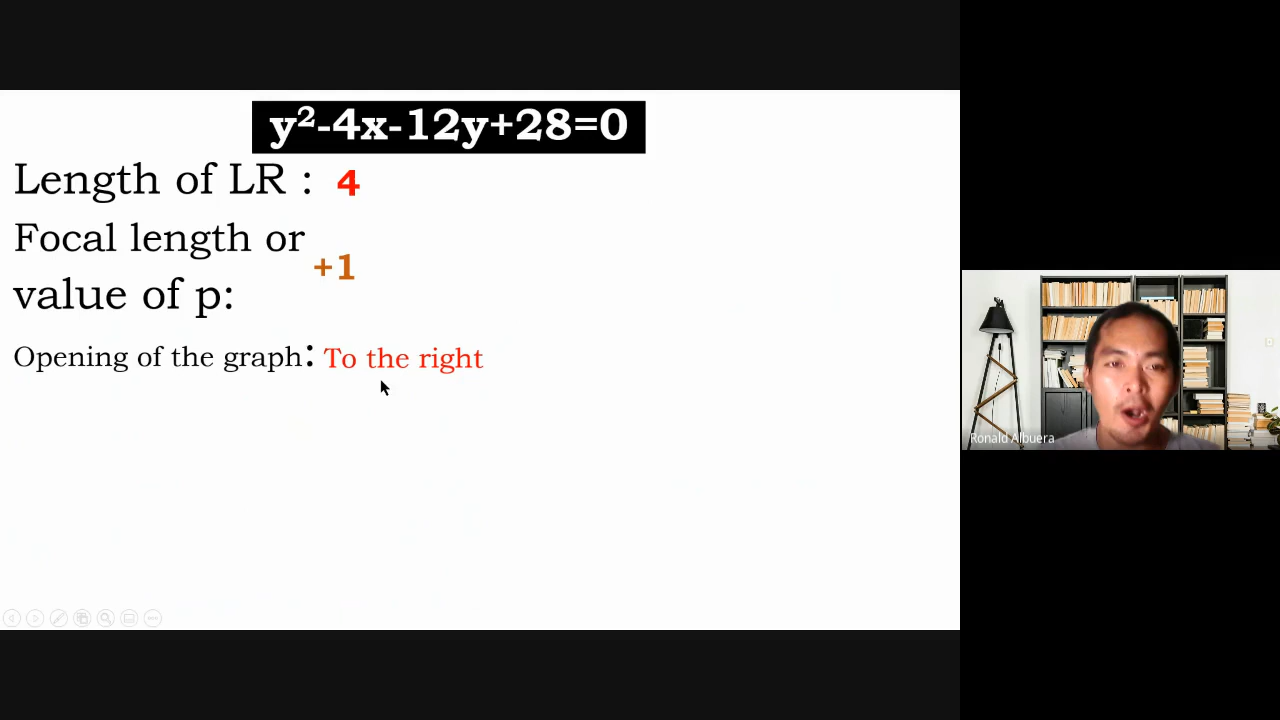 y²-4x-12y+28=0
Length of LR : 4
Focal length or
value of p: +1
Opening of the graph: To the right
Ronald Albuera